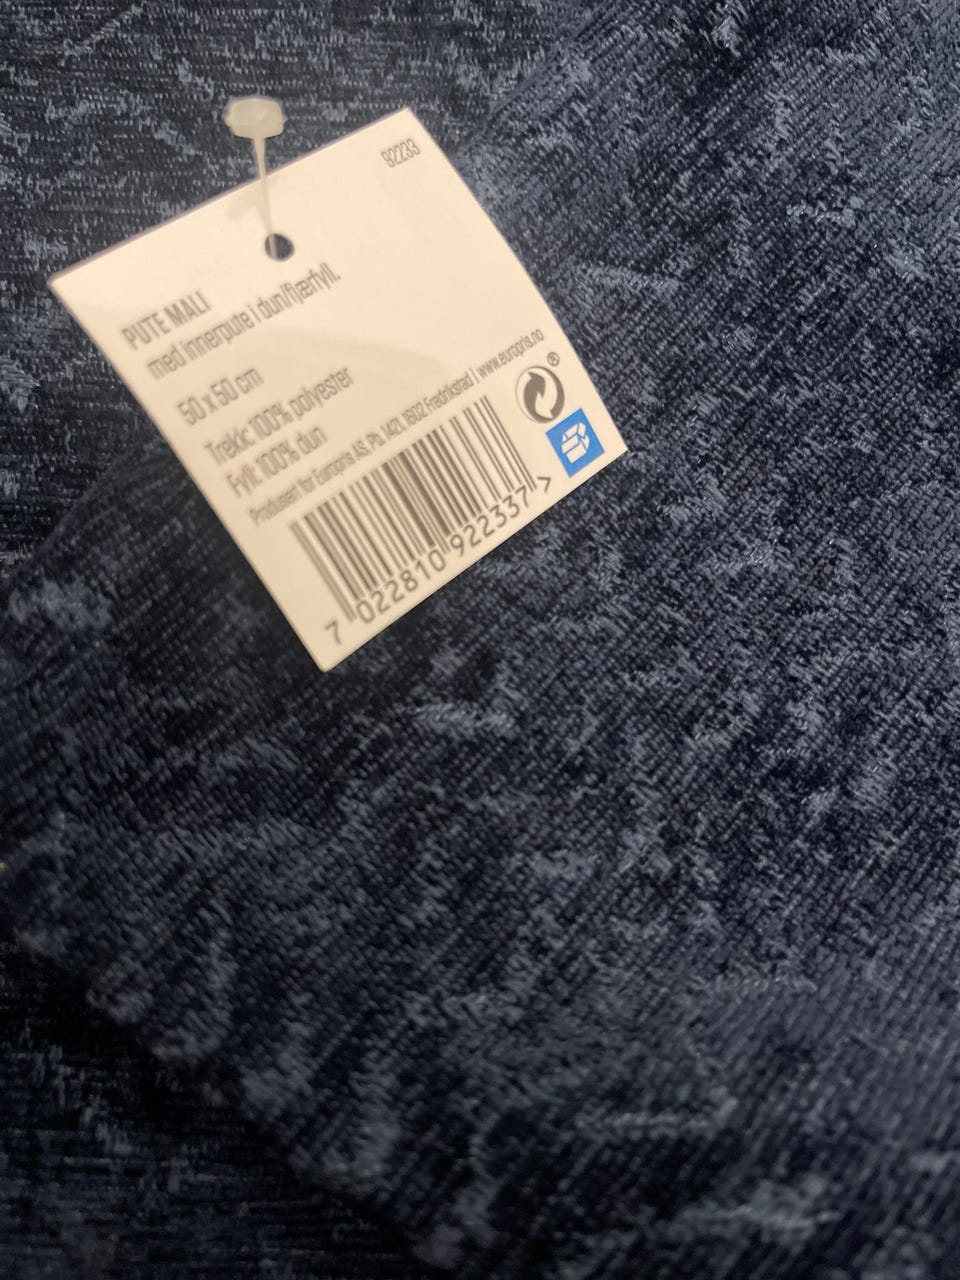 92233
PUTE MALI
med innerpute i dun/fjærfyll.
50 x 50 cm
Trekk: 100% polyester
Fyll: 100% dun
Produsert for Europris AS, Pb. 1421, 1602 Fredrikstad | www.europris.no
®
7 022810 922337 >